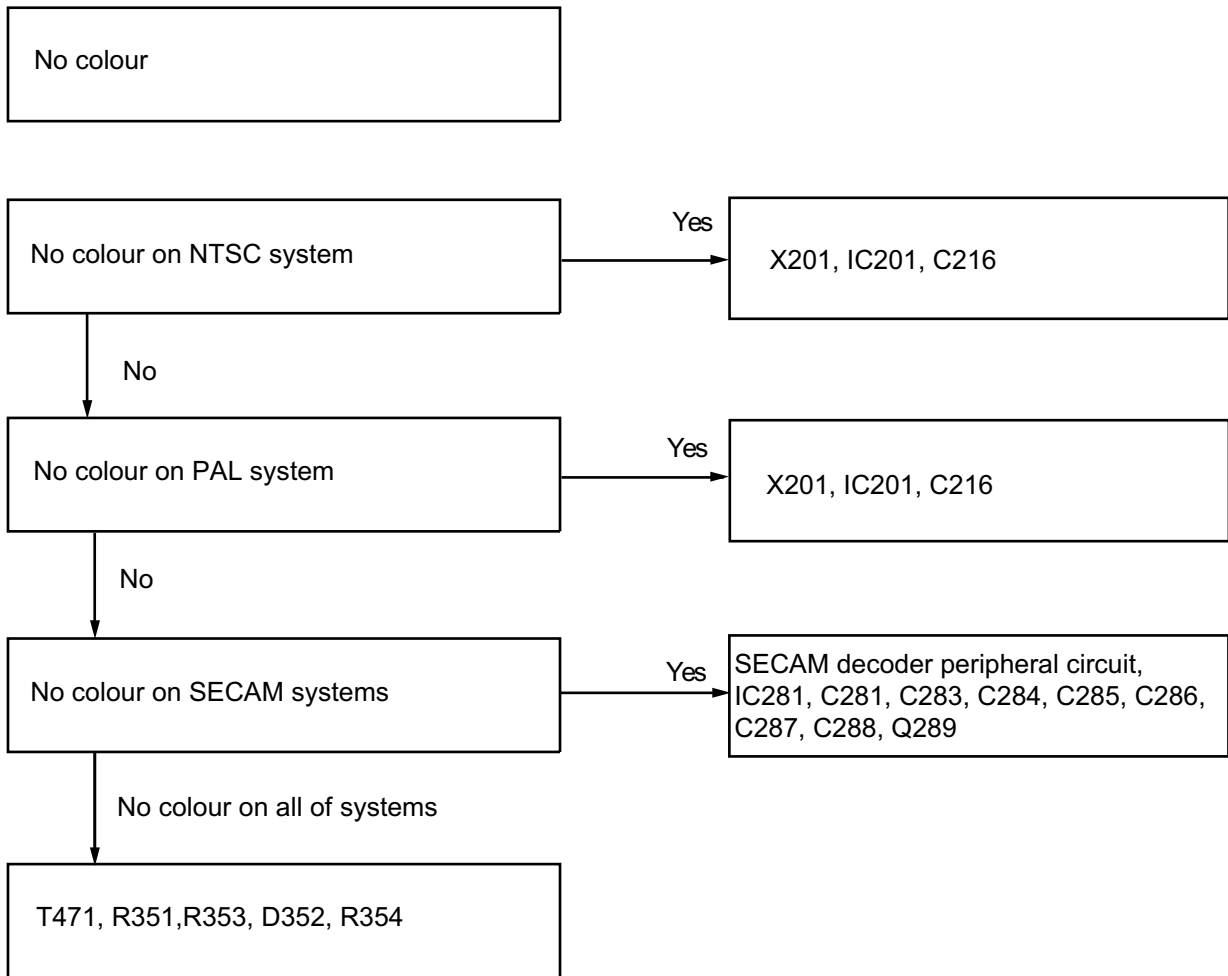 No colour
No colour on NTSC system
Yes
X201, IC201, C216
No
No colour on PAL system
Yes
X201, IC201, C216
No
No colour on SECAM systems
Yes
SECAM decoder peripheral circuit,
IC281, C281, C283, C284, C285, C286,
C287, C288, Q289
No colour on all of systems
T471, R351,R353, D352, R354